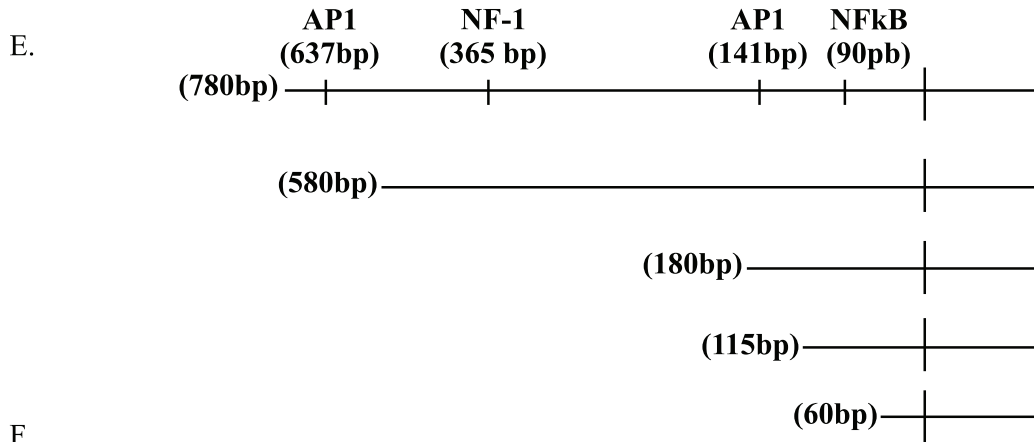 E.
AP1 NF-1 AP1 NFkB
(637bp) (365 bp) (141bp) (90pb)
(780bp)
(580bp)
(180bp)
(115bp)
(60bp)